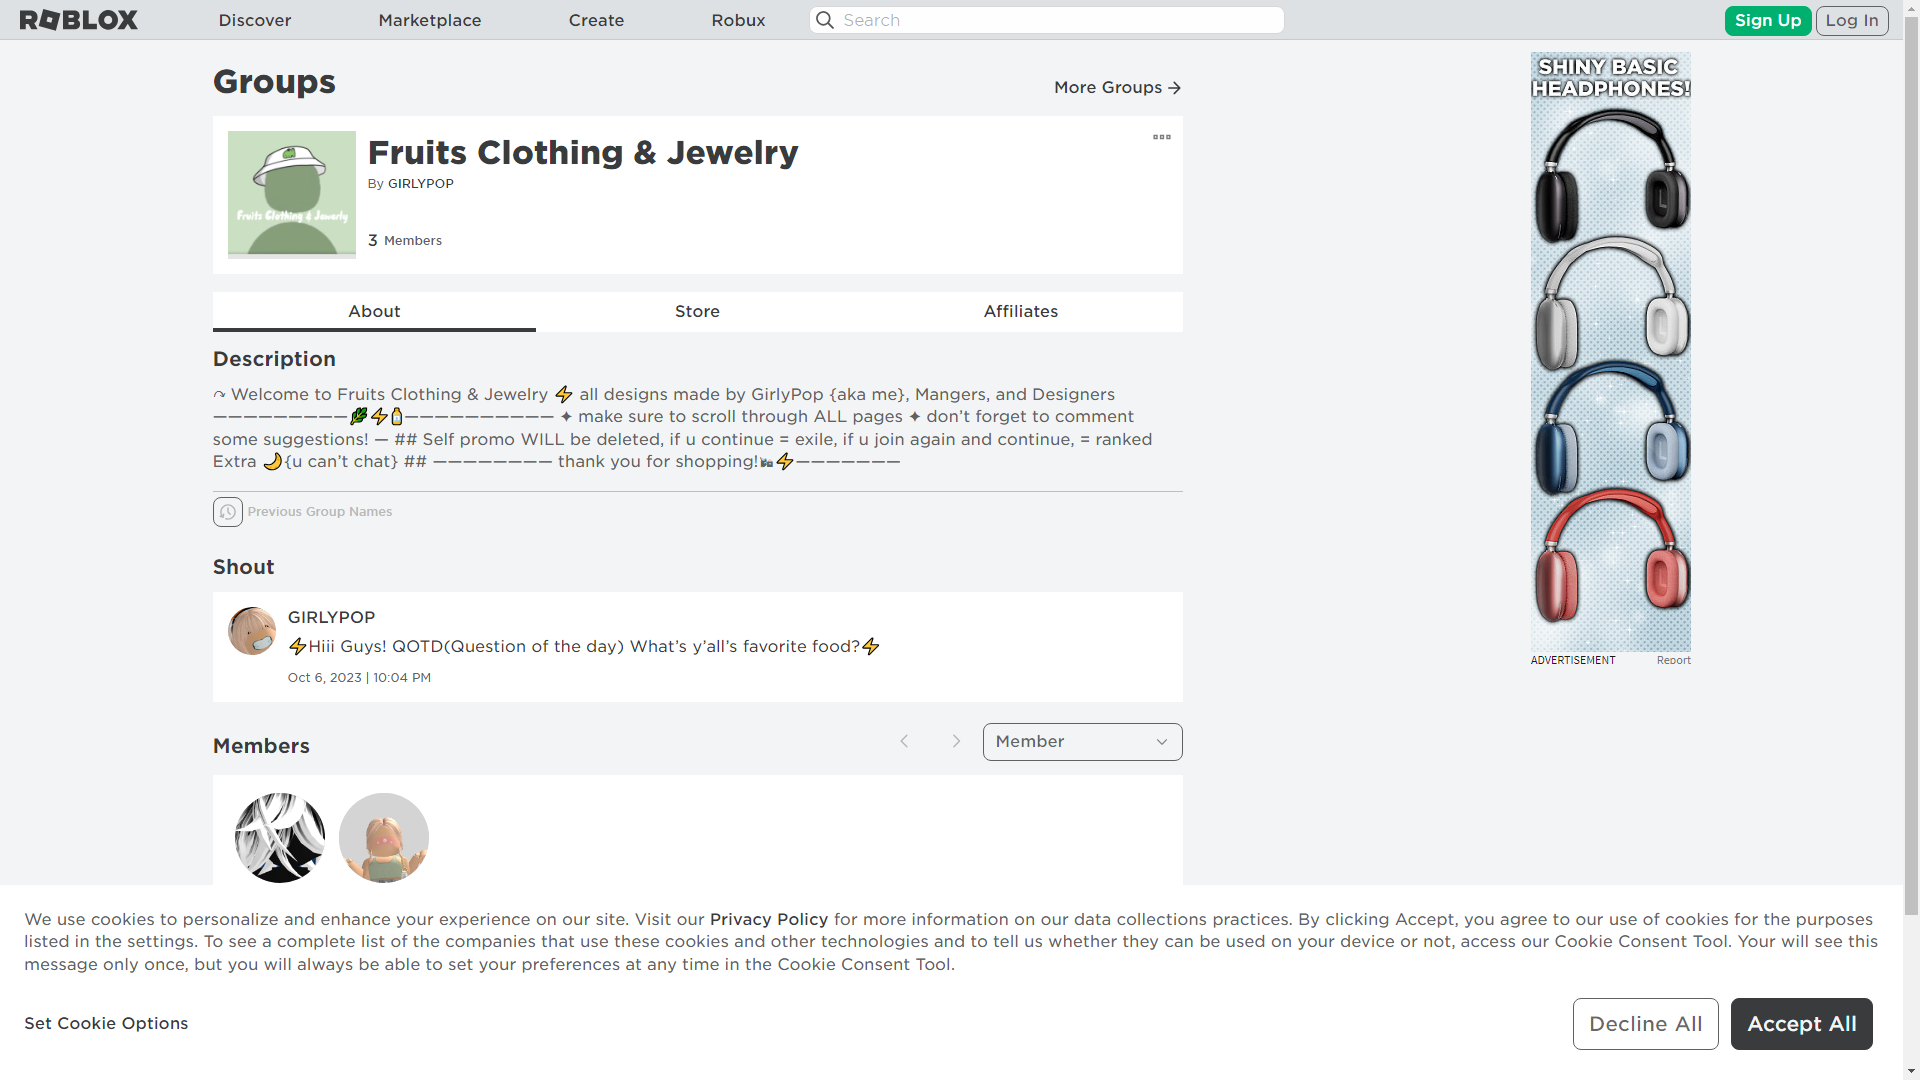 ROBLOX
Discover
Marketplace
Create
Robux
Search
Sign Up
Log In
Groups
More Groups →
Fruits Clothing & Jewerly
Fruits Clothing & Jewelry
By GIRLYPOP
3 Members
SHINY BASIC
HEADPHONES!
ADVERTISEMENT
Report
About
Store
Affiliates
Description
↷ Welcome to Fruits Clothing & Jewelry ⚡ all designs made by GirlyPop {aka me}, Mangers, and Designers
—————————🌿⚡🧴—————————— ✦ make sure to scroll through ALL pages ✦ don’t forget to comment
some suggestions! — ## Self promo WILL be deleted, if u continue = exile, if u join again and continue, = ranked
Extra 🌙{u can’t chat} ## ———————— thank you for shopping!🛍⚡———————
Previous Group Names
Shout
GIRLYPOP
⚡Hiii Guys! QOTD(Question of the day) What’s y’all’s favorite food?⚡
Oct 6, 2023 | 10:04 PM
Members
Member
We use cookies to personalize and enhance your experience on our site. Visit our Privacy Policy for more information on our data collections practices. By clicking Accept, you agree to our use of cookies for the purposes
listed in the settings. To see a complete list of the companies that use these cookies and other technologies and to tell us whether they can be used on your device or not, access our Cookie Consent Tool. Your will see this
message only once, but you will always be able to set your preferences at any time in the Cookie Consent Tool.
Set Cookie Options
Decline All
Accept All